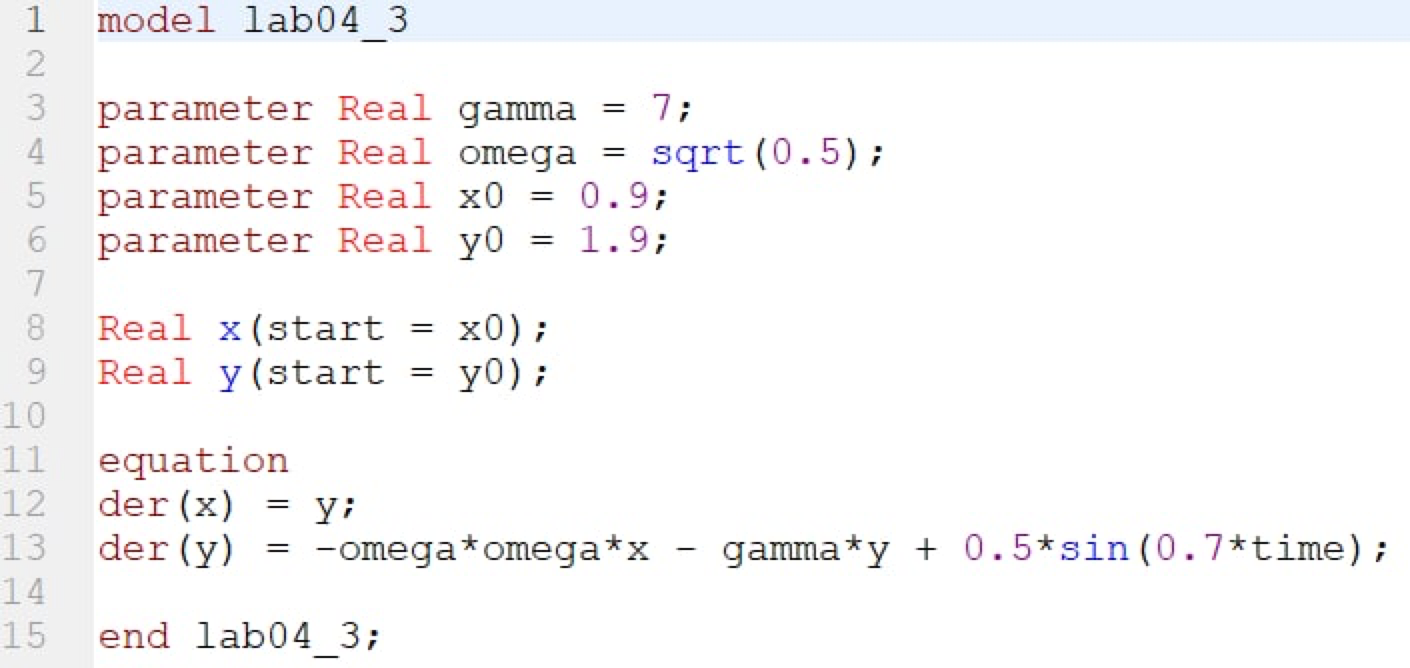 1 model lab04_3
2
3 parameter Real gamma = 7;
4 parameter Real omega = sqrt(0.5);
5 parameter Real x0 = 0.9;
6 parameter Real y0 = 1.9;
7
8 Real x(start = x0);
9 Real y(start = y0);
10
11 equation
12 der(x) = y;
13 der(y) = -omega*omega*x - gamma*y + 0.5*sin(0.7*time);
14
15 end lab04_3;